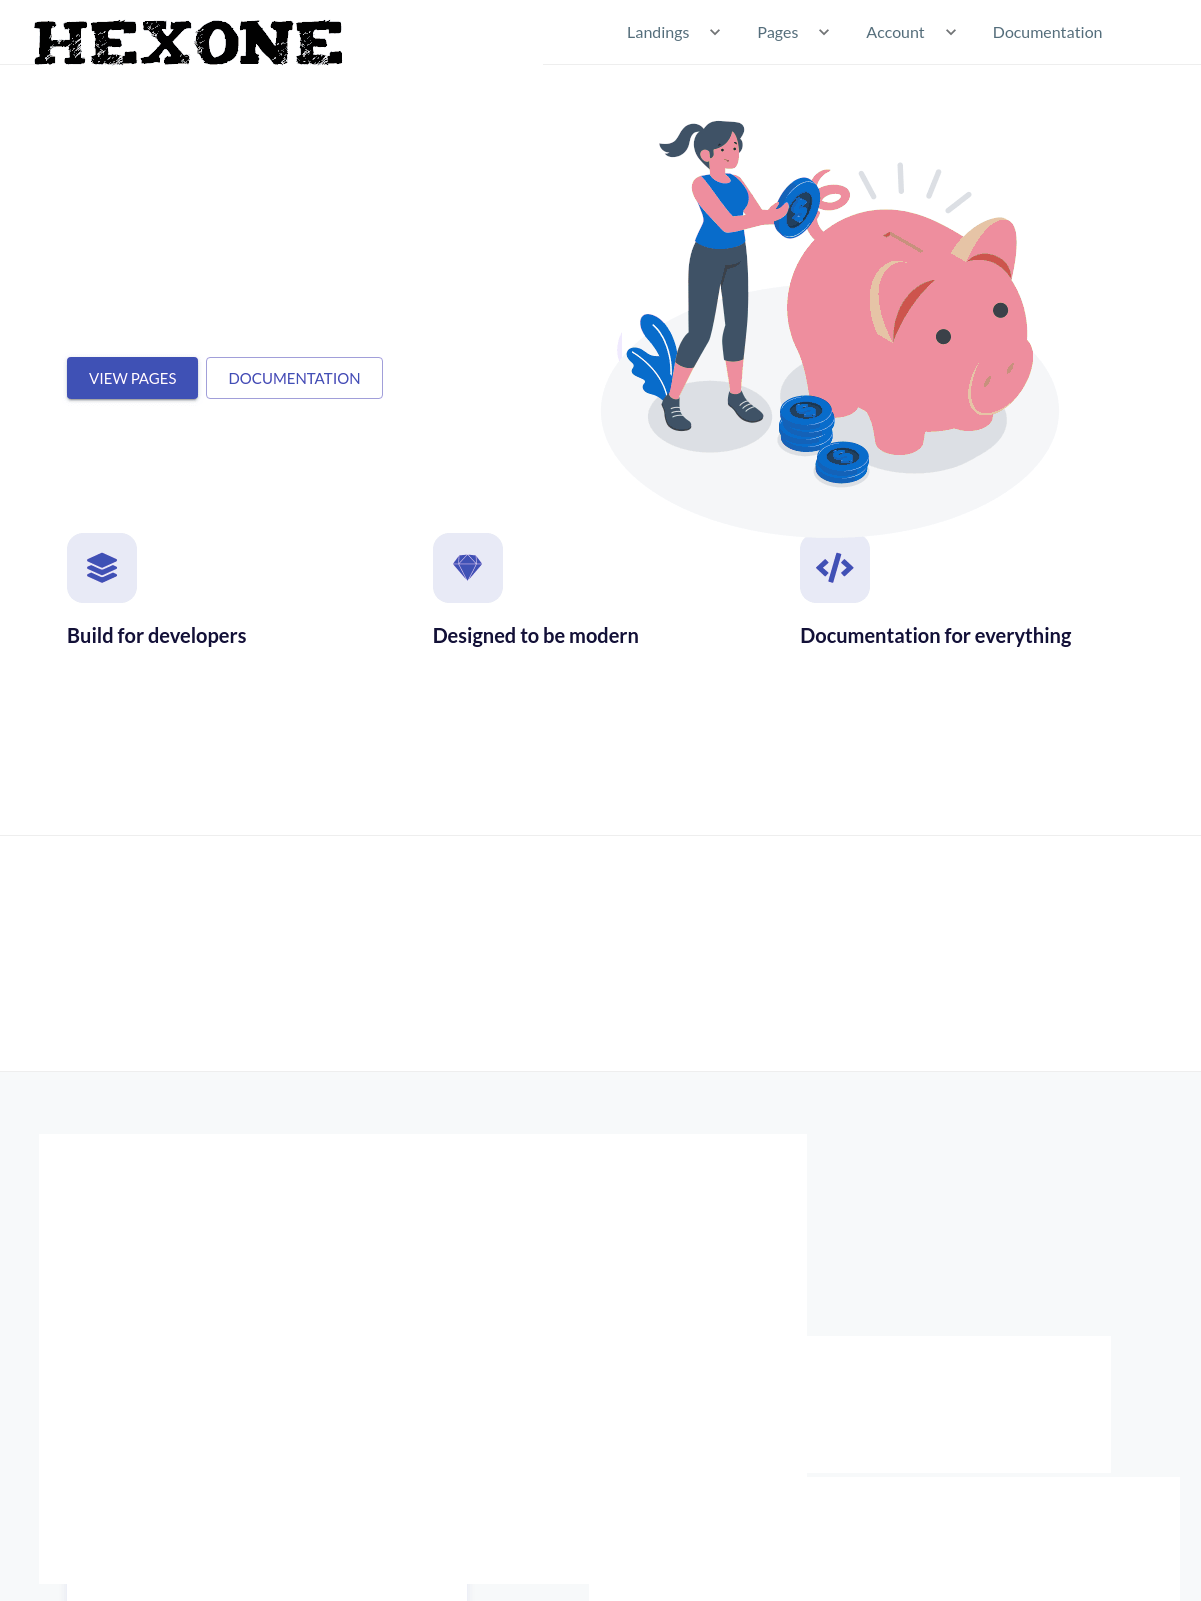 HEXONE
Landings Pages Account Documentation
VIEW PAGES DOCUMENTATION
Build for developers
Designed to be modern
Documentation for everything